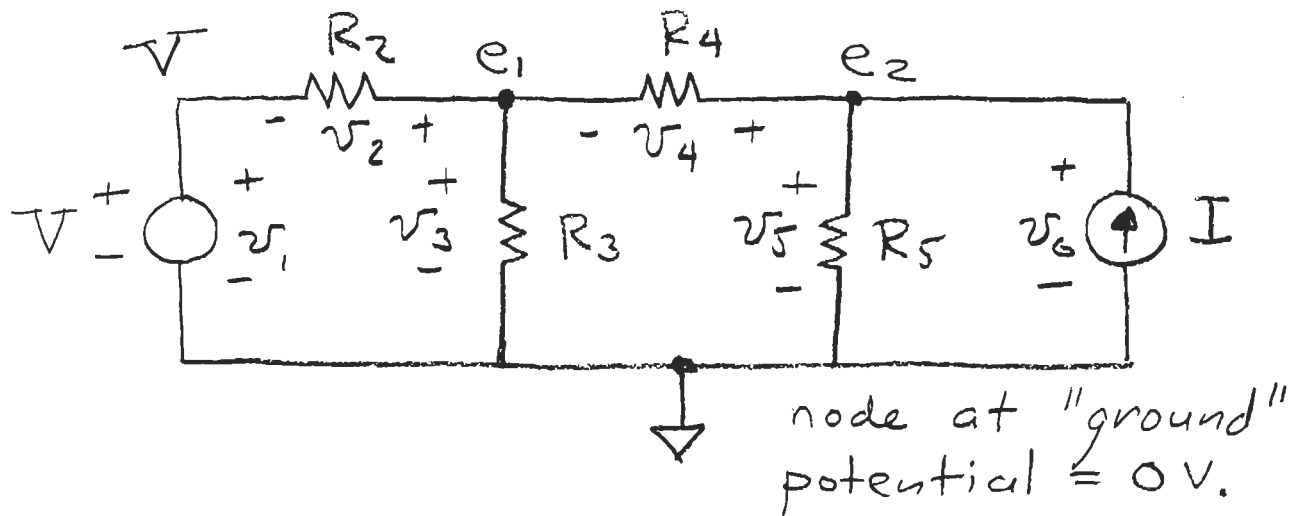 V R₂ e₁ R₄ e₂
- v₂ + - v₄ +
V + - + v₁ - + v₃ - R₃ + v₅ - R₅ + v₆ - I
node at "ground"
potential = 0 V.